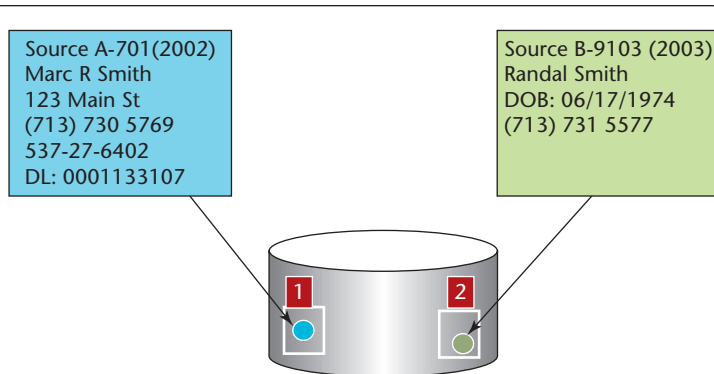 Source A-701(2002)
Marc R Smith
123 Main St
(713) 730 5769
537-27-6402
DL: 0001133107
Source B-9103 (2003)
Randal Smith
DOB: 06/17/1974
(713) 731 5577
1
2